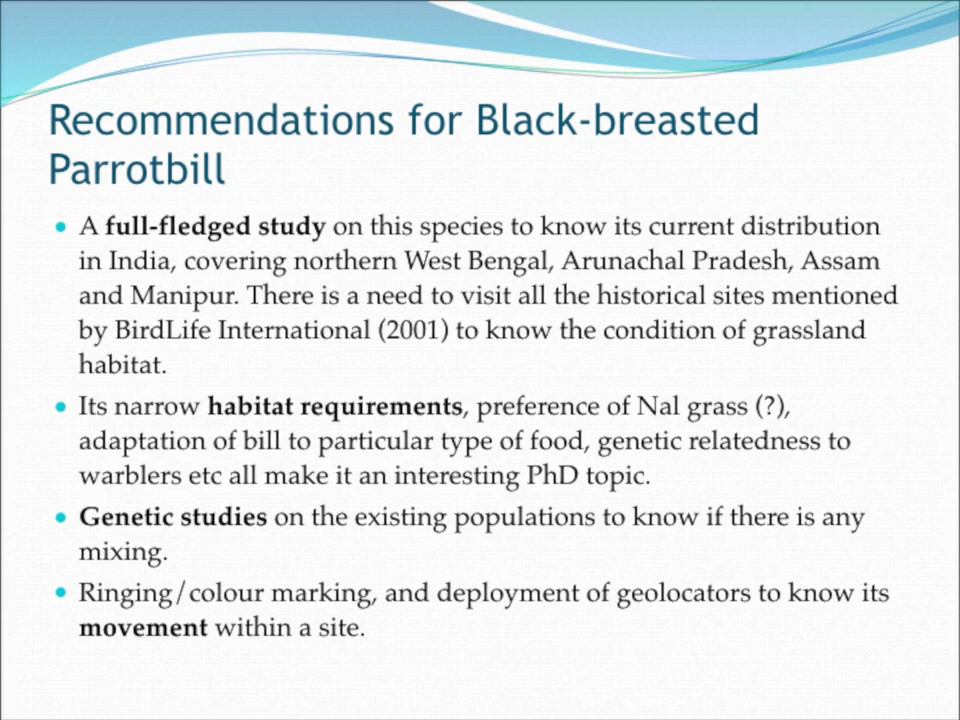 Recommendations for Black-breasted
Parrotbill
• A full-fledged study on this species to know its current distribution
in India, covering northern West Bengal, Arunachal Pradesh, Assam
and Manipur. There is a need to visit all the historical sites mentioned
by BirdLife International (2001) to know the condition of grassland
habitat.
• Its narrow habitat requirements, preference of Nal grass (?),
adaptation of bill to particular type of food, genetic relatedness to
warblers etc all make it an interesting PhD topic.
• Genetic studies on the existing populations to know if there is any
mixing.
• Ringing/colour marking, and deployment of geolocators to know its
movement within a site.